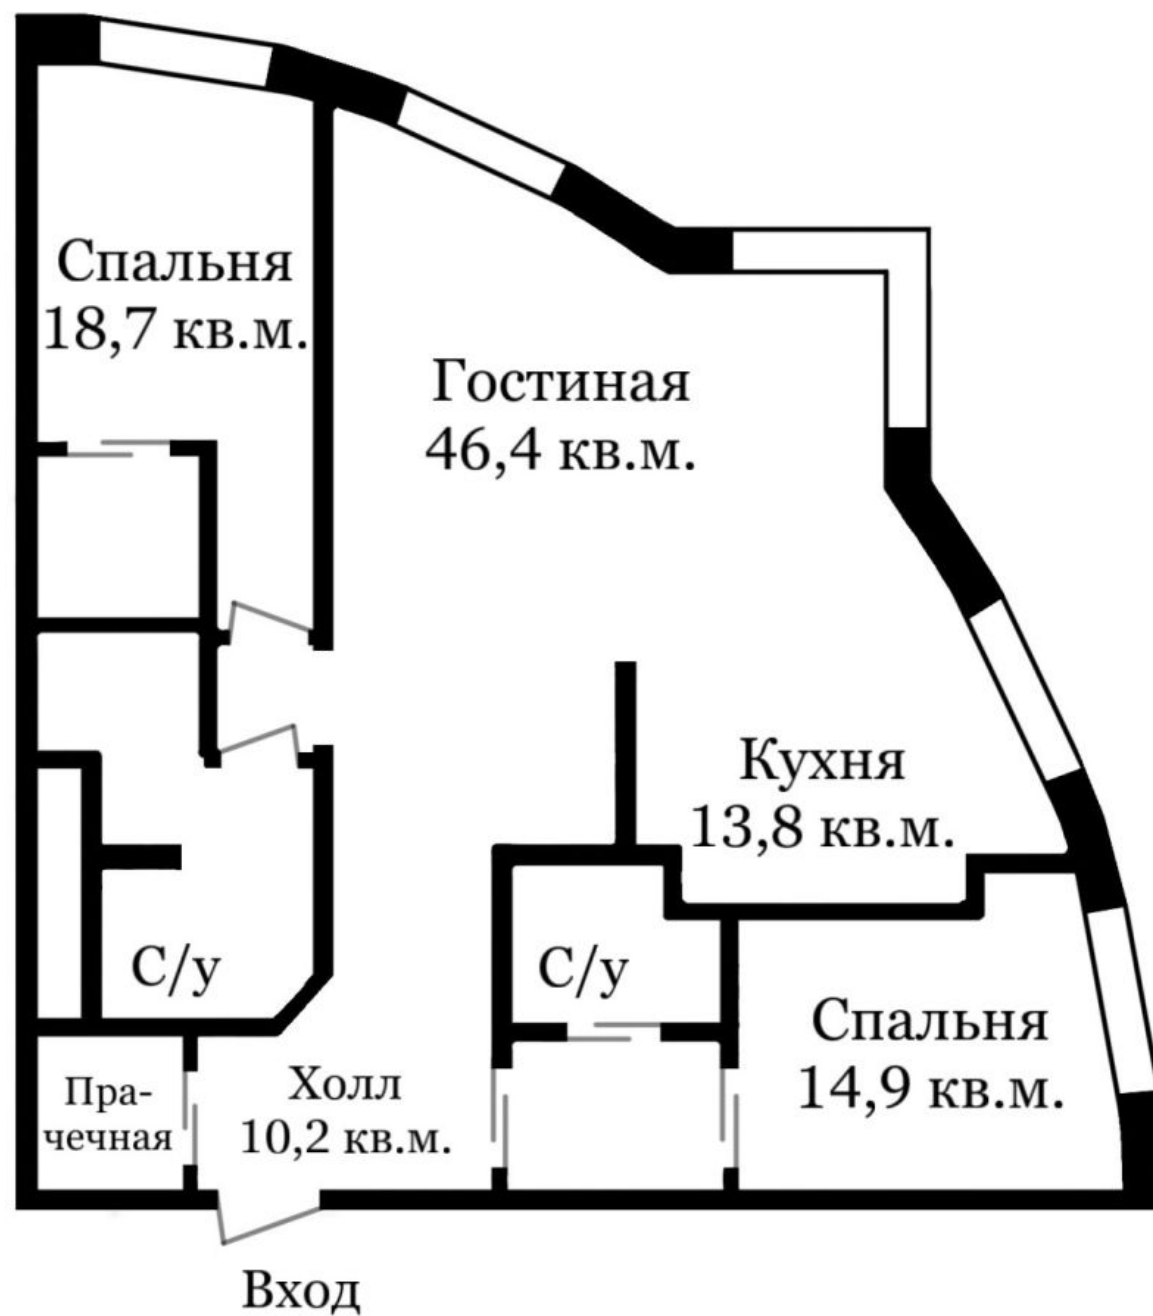 Спальня
18,7 кв.м.
Гостиная
46,4 кв.м.
Кухня
13,8 кв.м.
С/у
С/у
Спальня
14,9 кв.м.
Пра-
чечная
Холл
10,2 кв.м.
Вход